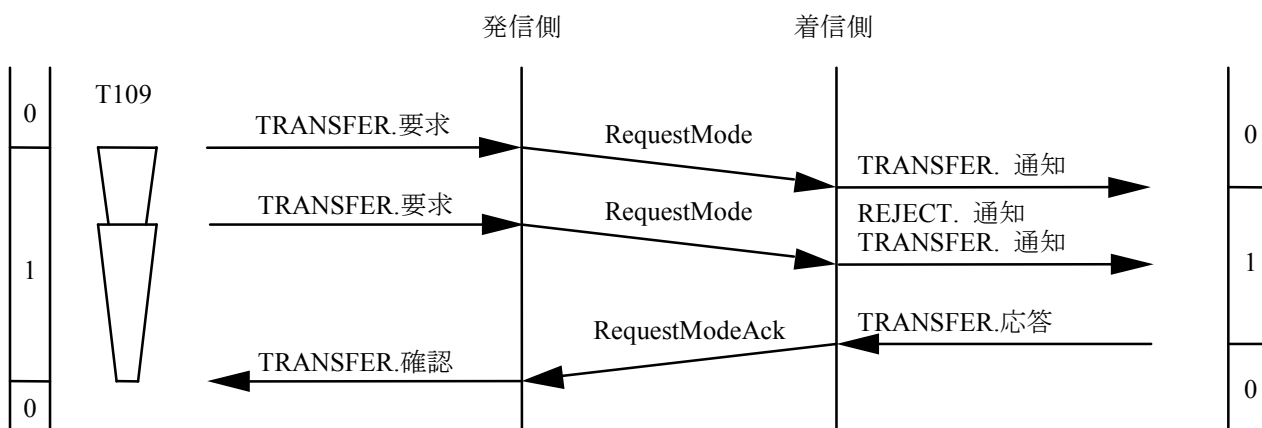 発信側
着信側
T109
0
TRANSFER.要求
RequestMode
0
TRANSFER. 通知
TRANSFER.要求
RequestMode
REJECT. 通知
TRANSFER. 通知
1
1
RequestModeAck
TRANSFER.応答
TRANSFER.確認
0
0